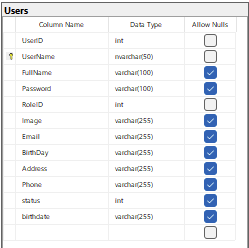 Users
Column Name Data Type Allow Nulls
UserID int
UserName nvarchar(50)
FullName varchar(100)
Password varchar(100)
RoleID int
Image varchar(255)
Email varchar(255)
BirthDay varchar(255)
Address varchar(255)
Phone varchar(255)
status int
birthdate varchar(255)